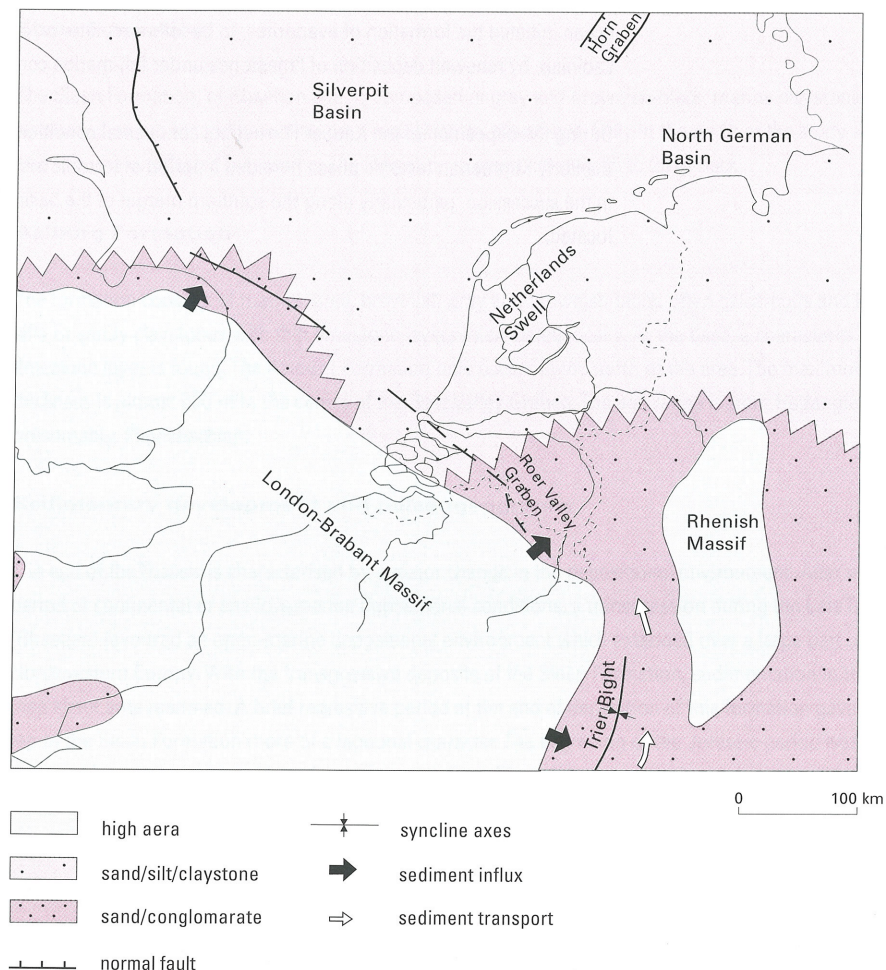 Horn
Graben
Silverpit
Basin
North German
Basin
Netherlands
Swell
Roer Valley
Graben
London-Brabant Massif
Rhenish
Massif
Trier Bight
0 100 km
high aera
syncline axes
sand/silt/claystone
sediment influx
sand/conglomarate
sediment transport
normal fault